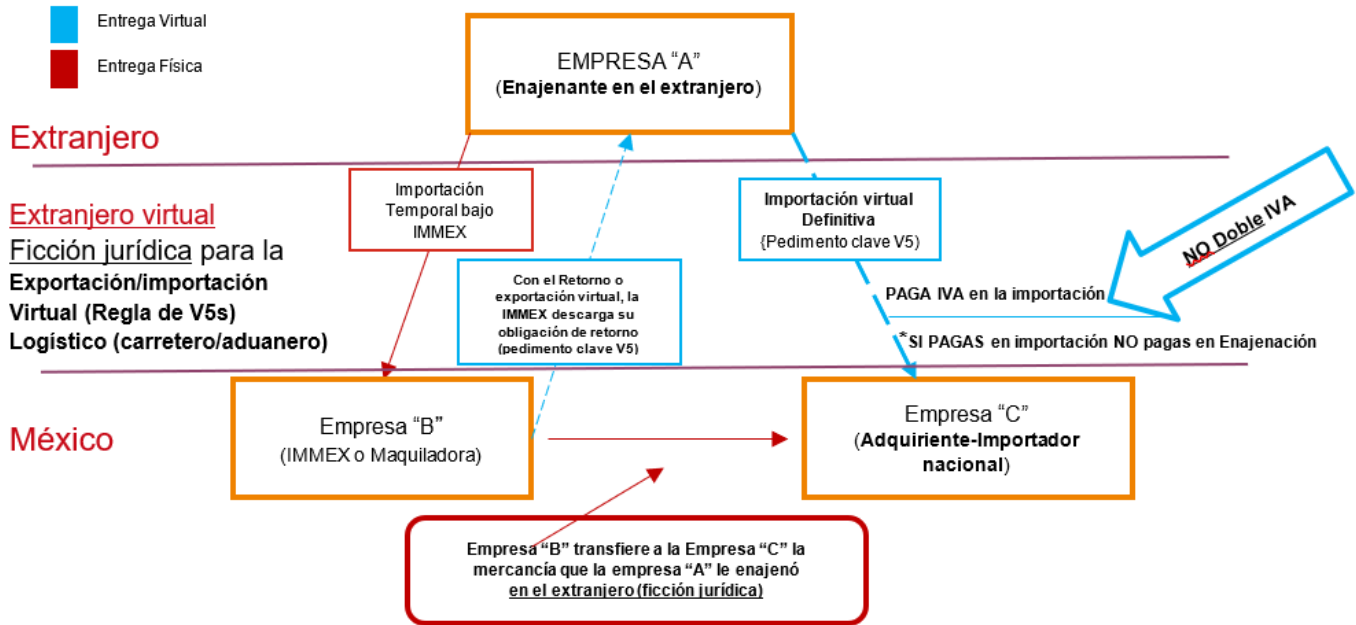 Entrega Virtual
Entrega Física
EMPRESA “A”
(Enajenante en el extranjero)
Extranjero
Importación
Temporal bajo
IMMEX
Importación virtual
Definitiva
{Pedimento clave V5)
NO Doble IVA
Extranjero virtual
Ficción jurídica para la
Exportación/importación
Virtual (Regla de V5s)
Logístico (carretero/aduanero)
Con el Retorno o
exportación virtual, la
IMMEX descarga su
obligación de retorno
(pedimento clave V5)
PAGA IVA en la importación
*SI PAGAS en importación NO pagas en Enajenación
México
Empresa “B”
(IMMEX o Maquiladora)
Empresa “C”
(Adquiriente-Importador
nacional)
Empresa “B” transfiere a la Empresa “C” la
mercancía que la empresa “A” le enajenó
en el extranjero (ficción jurídica)